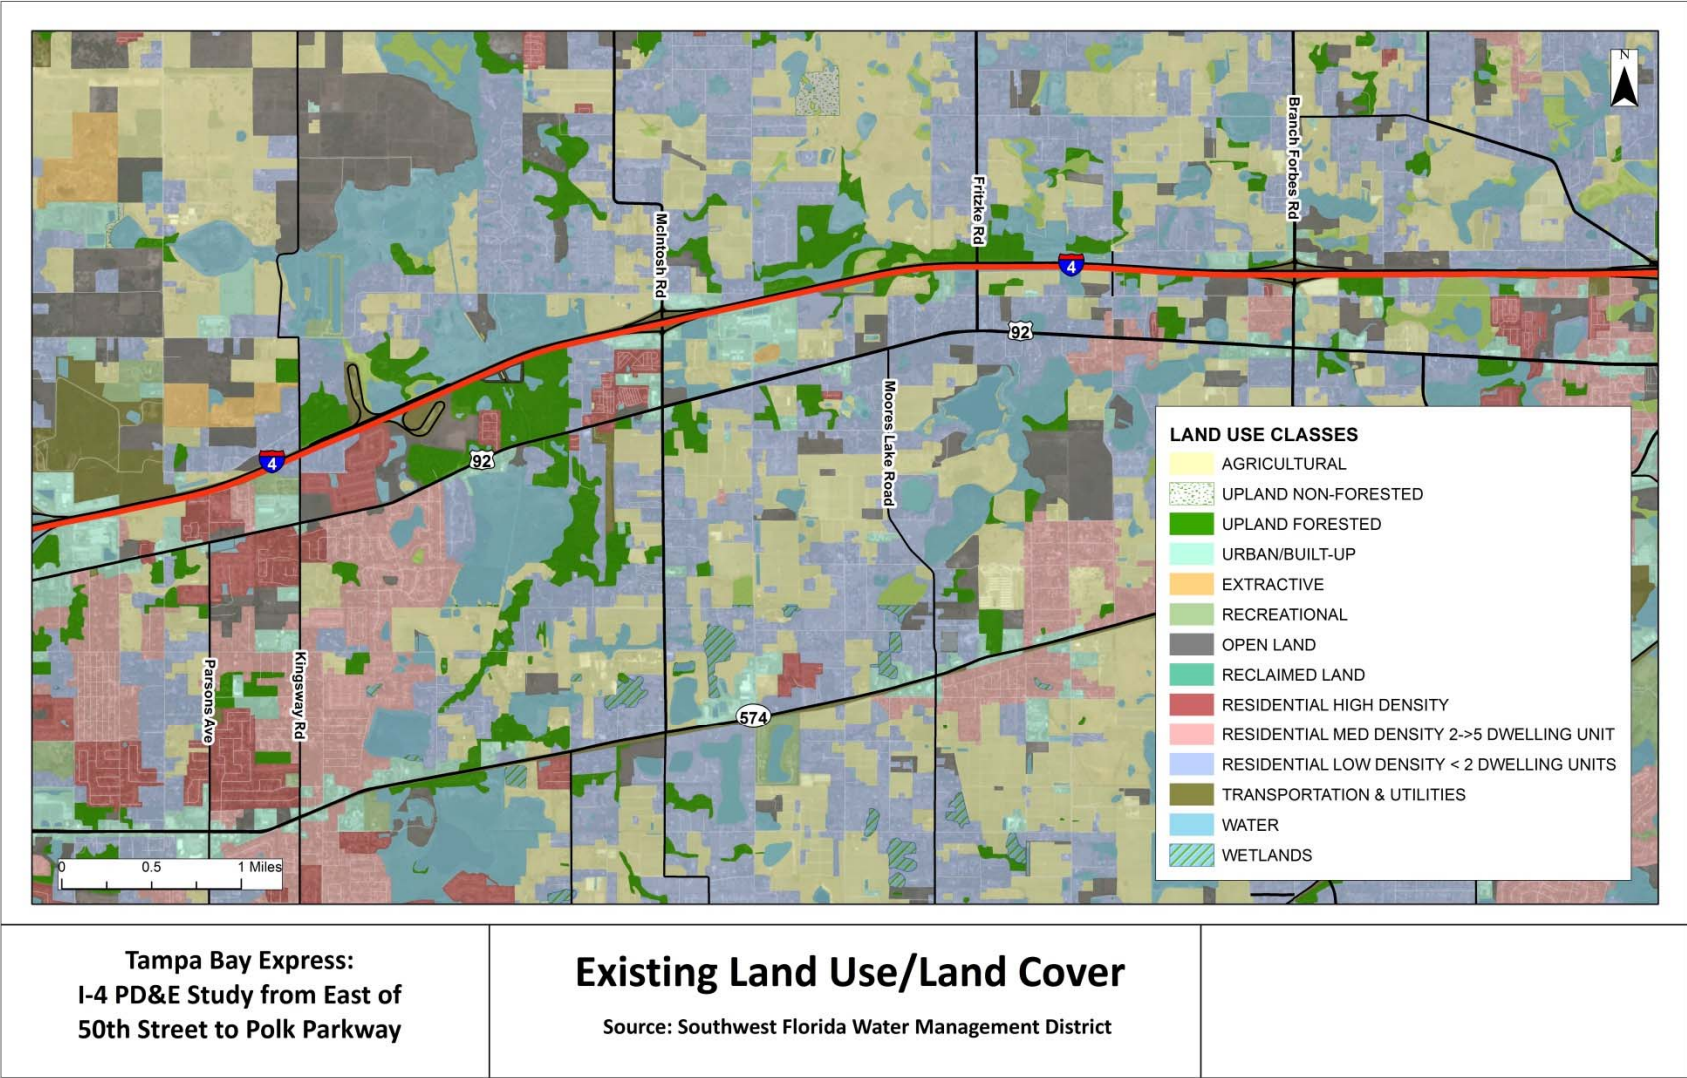 N
Branch Forbes Rd
Fritzke Rd
McIntosh Rd
4
92
Moores Lake Road
4
92
Parsons Ave
Kingsway Rd
574
0 0.5 1 Miles
LAND USE CLASSES
AGRICULTURAL
UPLAND NON-FORESTED
UPLAND FORESTED
URBAN/BUILT-UP
EXTRACTIVE
RECREATIONAL
OPEN LAND
RECLAIMED LAND
RESIDENTIAL HIGH DENSITY
RESIDENTIAL MED DENSITY 2->5 DWELLING UNIT
RESIDENTIAL LOW DENSITY < 2 DWELLING UNITS
TRANSPORTATION & UTILITIES
WATER
WETLANDS
Tampa Bay Express:
I-4 PD&E Study from East of
50th Street to Polk Parkway
Existing Land Use/Land Cover
Source: Southwest Florida Water Management District